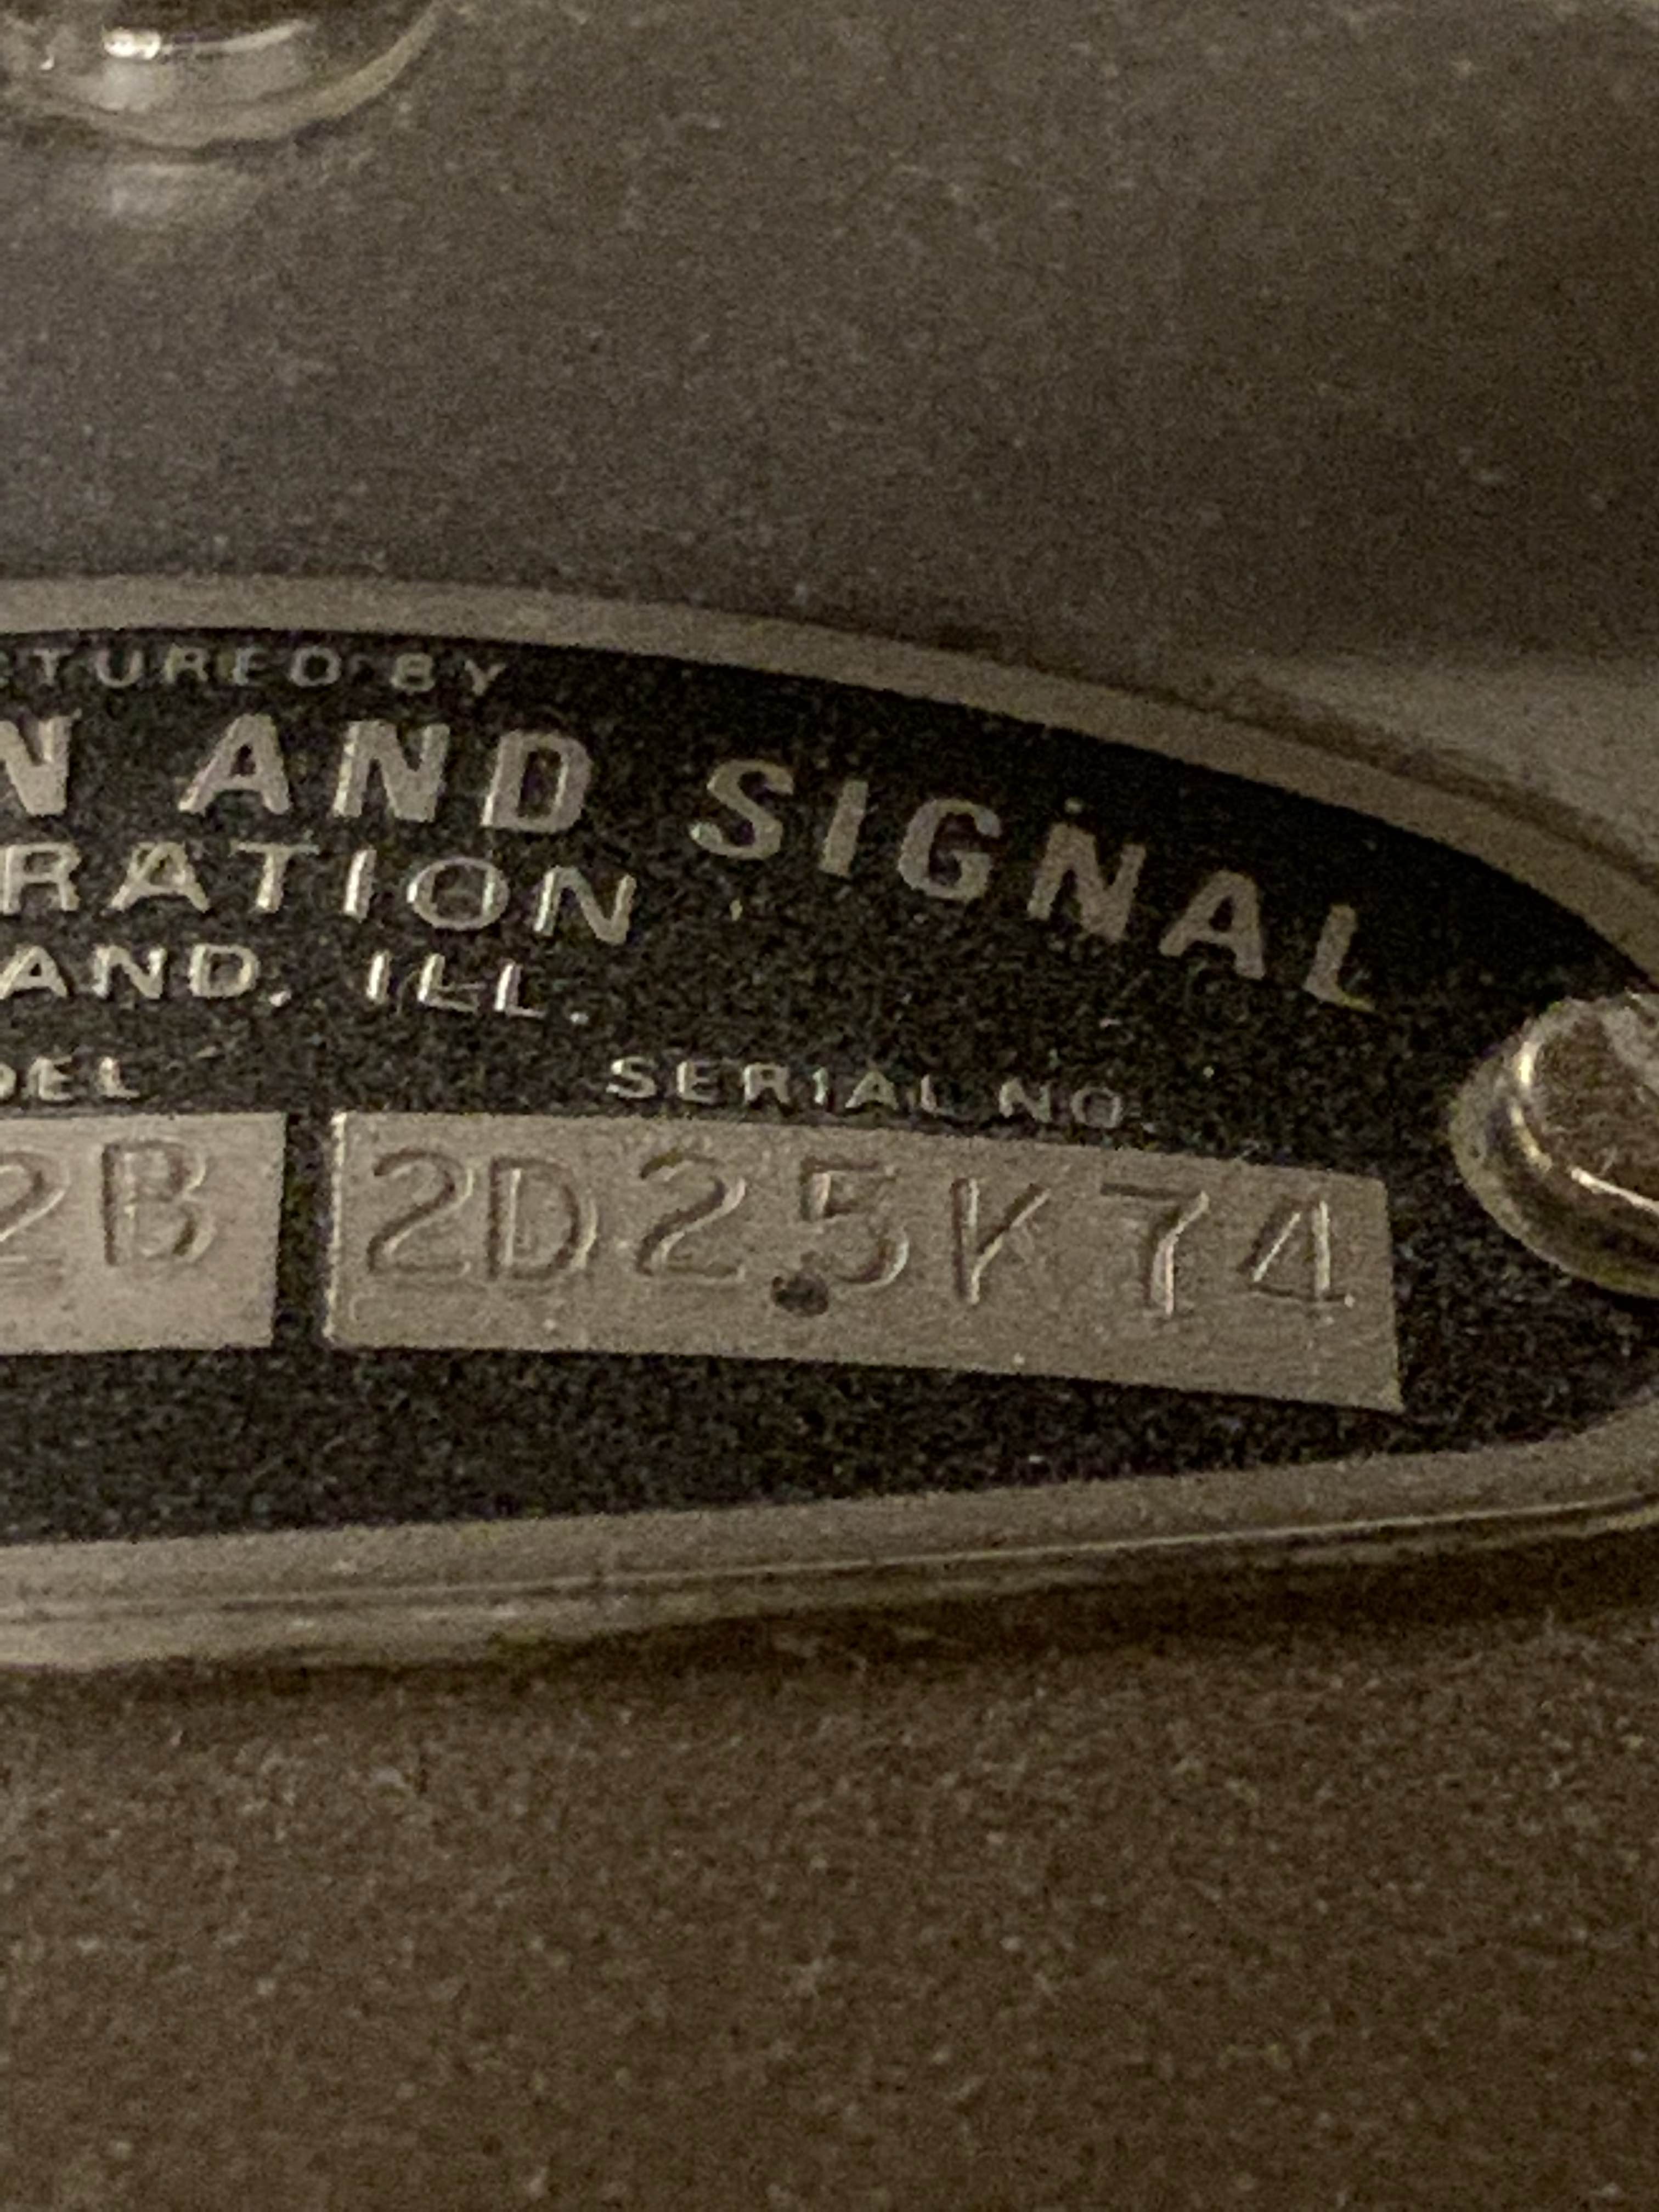 CTURED BY
N AND SIGNAL
RATION
AND, ILL.
DEL SERIAL NO.
2B 2D25Y74